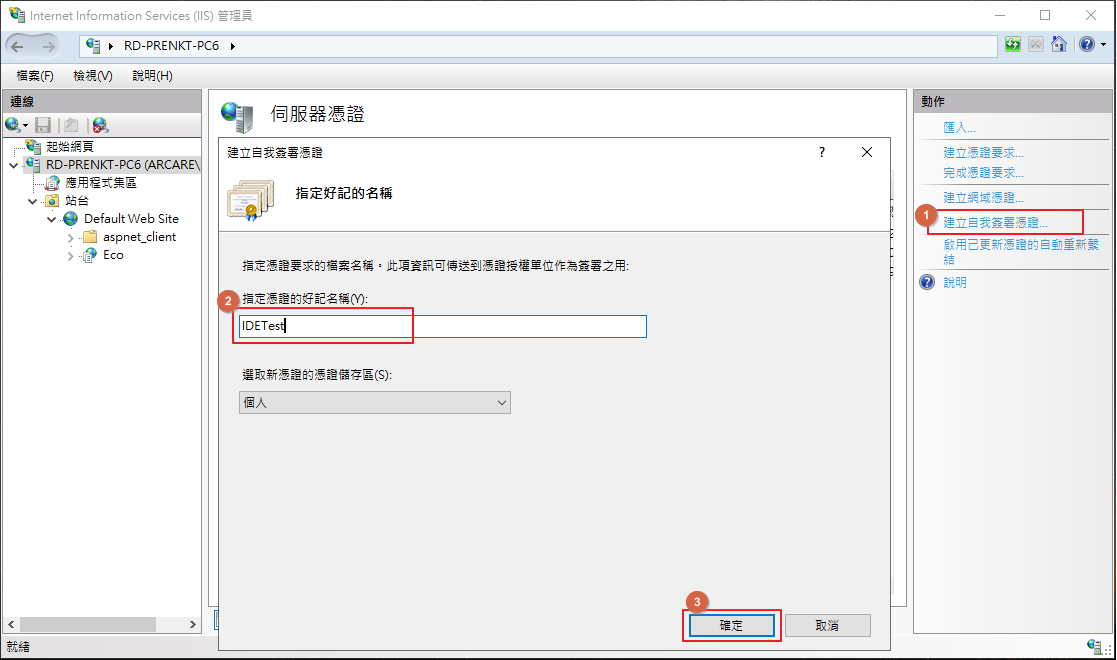 Internet Information Services (IIS) 管理員
RD-PRENKT-PC6
檔案(F) 檢視(V) 說明(H)
連線
起始網頁
RD-PRENKT-PC6 (ARCARE\
應用程式集區
站台
Default Web Site
aspnet_client
Eco
伺服器憑證
建立自我簽署憑證 ?
指定好記的名稱
指定憑證要求的檔案名稱。此項資訊可傳送到憑證授權單位作為簽署之用:
2 指定憑證的好記名稱(Y):
IDETest
選取新憑證的憑證儲存區(S):
個人
3
確定 取消
動作
匯入...
建立憑證要求...
完成憑證要求...
建立網域憑證...
1 建立自我簽署憑證...
啟用已更新憑證的自動重新繫
結
說明
就緒